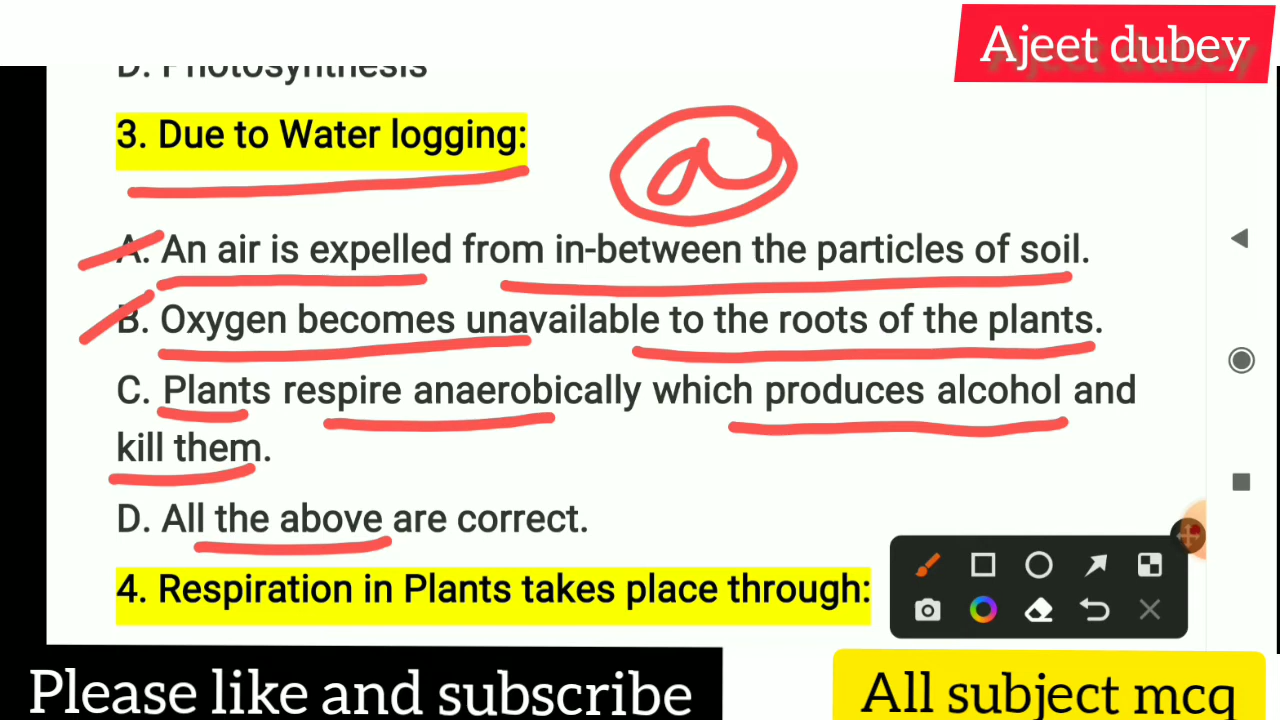 Ajeet dubey
D. Photosynthesis
3. Due to Water logging:
a
A. An air is expelled from in-between the particles of soil.
B. Oxygen becomes unavailable to the roots of the plants.
C. Plants respire anaerobically which produces alcohol and
kill them.
D. All the above are correct.
4. Respiration in Plants takes place through:
Please like and subscribe
All subject mcq